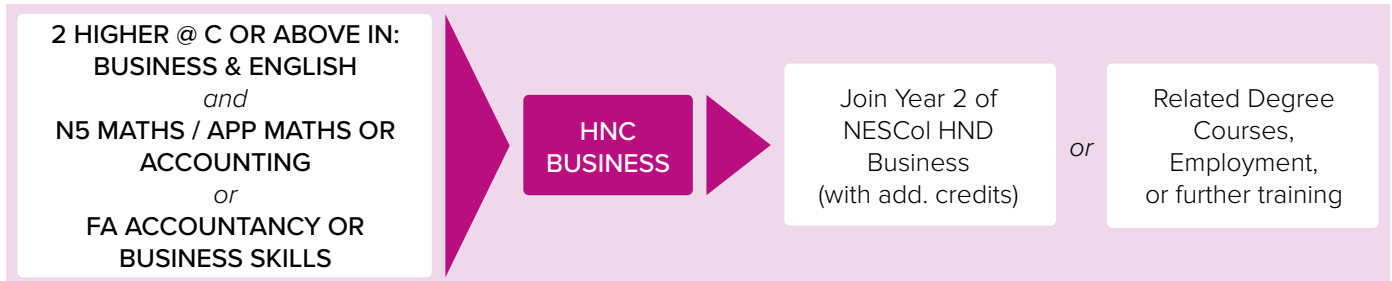 2 HIGHER @ C OR ABOVE IN:
BUSINESS & ENGLISH
and
N5 MATHS / APP MATHS OR
ACCOUNTING
or
FA ACCOUNTANCY OR
BUSINESS SKILLS
HNC
BUSINESS
Join Year 2 of
NESCol HND
Business
(with add. credits)
or
Related Degree
Courses,
Employment,
or further training